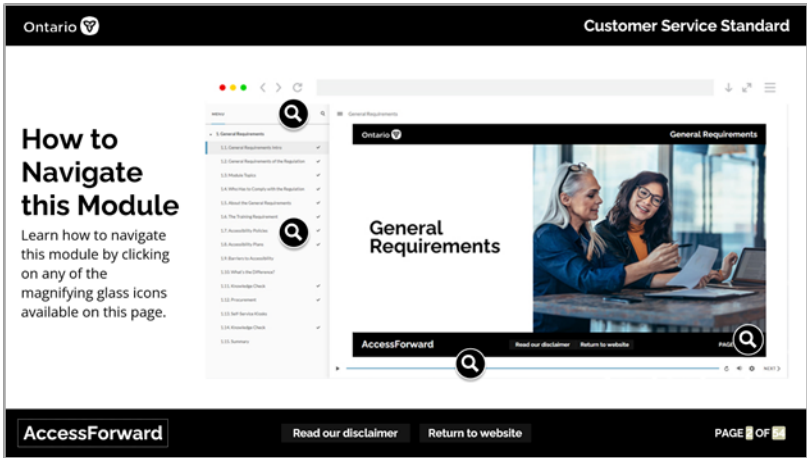 Ontario
Customer Service Standard
How to
Navigate
this Module
Learn how to navigate
this module by clicking
on any of the
magnifying glass icons
available on this page.
MENU
1. General Requirements
1.1. General Requirements Intro
1.2. General Requirements of the Regulation
1.3. Module Topics
1.4. Who Has to Comply with the Regulation
1.5. About the General Requirements
1.6. The Training Requirement
1.7. Accessibility Policies
1.8. Accessibility Plans
1.9. Barriers to Accessibility
1.10. What's the Difference?
1.11. Knowledge Check
1.12. Procurement
1.13. Self-Service Kiosks
1.14. Knowledge Check
1.15. Summary
General Requirements
Ontario
General Requirements
General
Requirements
AccessForward
Read our disclaimer
Return to website
NEXT
AccessForward
Read our disclaimer
Return to website
PAGE 2 OF 54